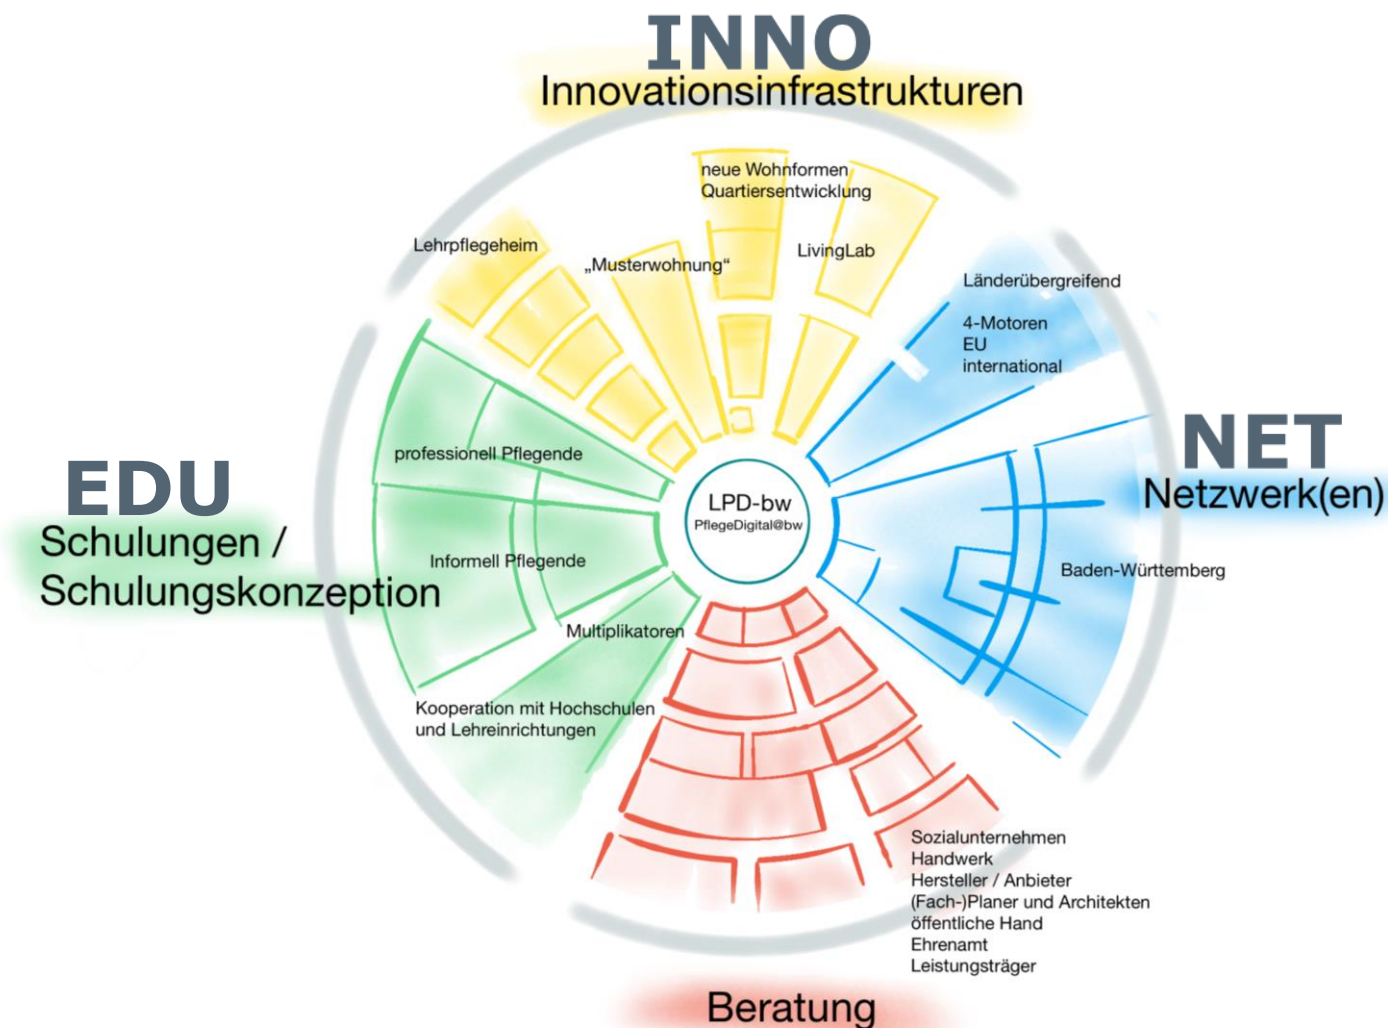 INNO
Innovationsinfrastrukturen
neue Wohnformen
Quartiersentwicklung
Lehrpflegeheim
„Musterwohnung“
LivingLab
Länderübergreifend
4-Motoren
EU
international
NET
Netzwerk(en)
Baden-Württemberg
EDU
Schulungen /
Schulungskonzeption
professionell Pflegende
Informell Pflegende
Multiplikatoren
Kooperation mit Hochschulen
und Lehreinrichtungen
LPD-bw
PflegeDigital@bw
Sozialunternehmen
Handwerk
Hersteller / Anbieter
(Fach-)Planer und Architekten
öffentliche Hand
Ehrenamt
Leistungsträger
Beratung